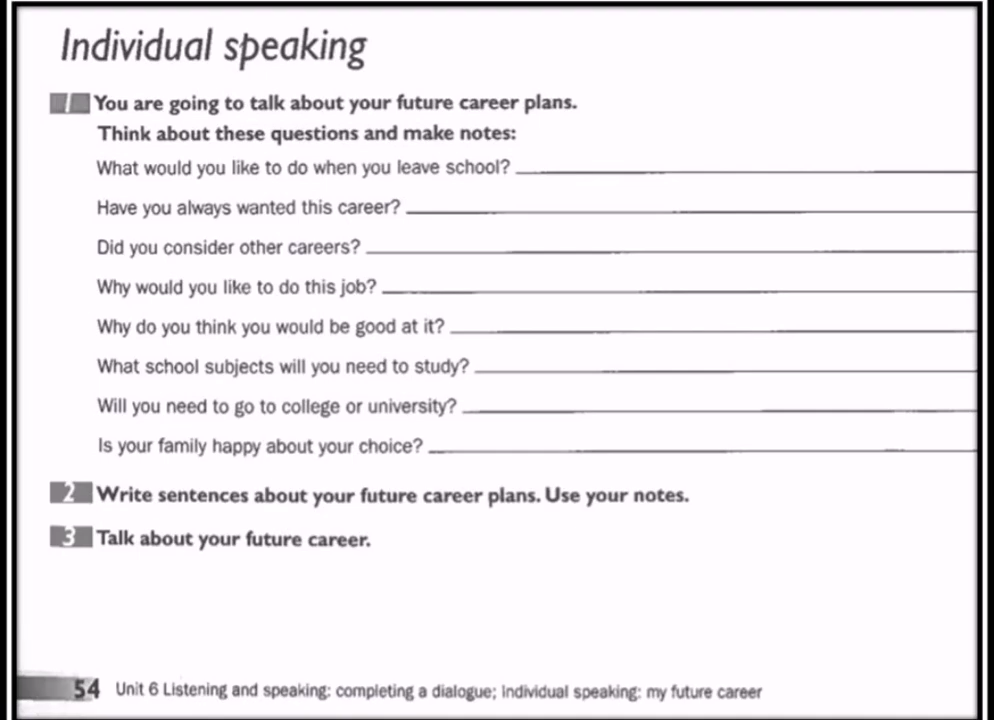 Individual speaking
1 You are going to talk about your future career plans.
Think about these questions and make notes:
What would you like to do when you leave school?
Have you always wanted this career?
Did you consider other careers?
Why would you like to do this job?
Why do you think you would be good at it?
What school subjects will you need to study?
Will you need to go to college or university?
Is your family happy about your choice?
2 Write sentences about your future career plans. Use your notes.
3 Talk about your future career.
54 Unit 6 Listening and speaking: completing a dialogue; Individual speaking: my future career